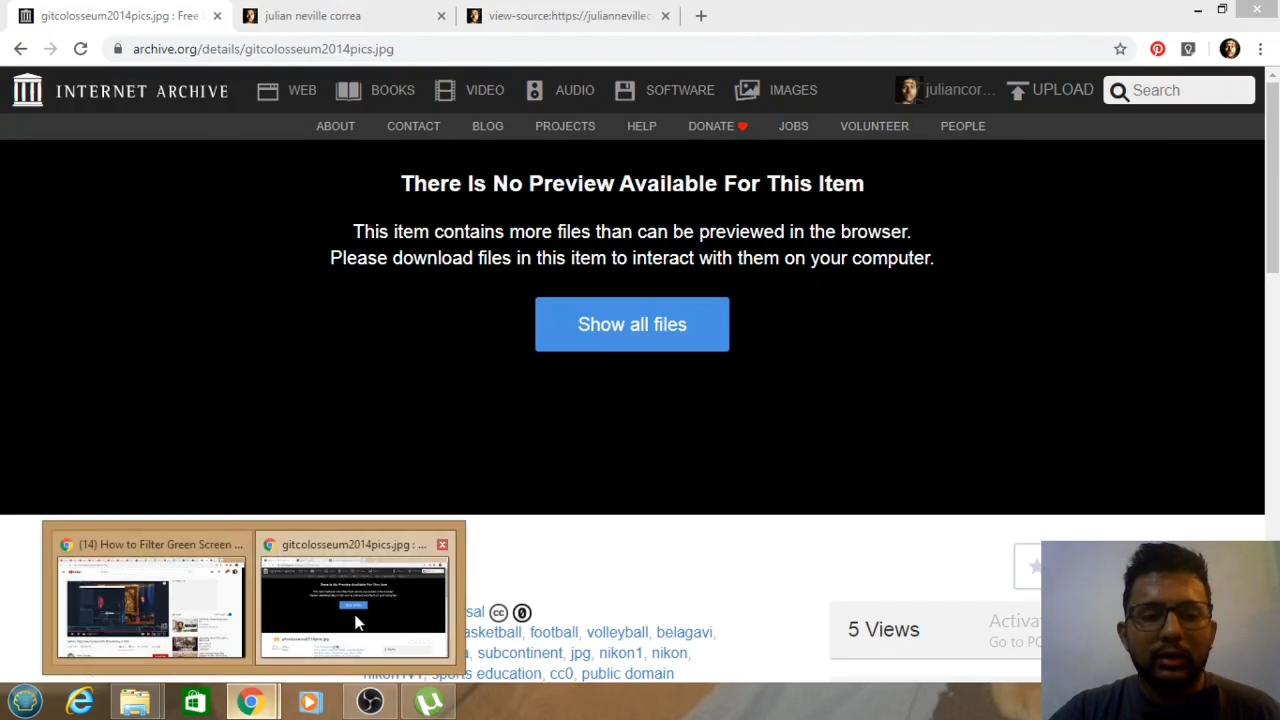 gitcolosseum2014pics.jpg : Free
julian neville correa
view-source:https://juliannevillec
archive.org/details/gitcolosseum2014pics.jpg
INTERNET ARCHIVE
WEB
BOOKS
VIDEO
AUDIO
SOFTWARE
IMAGES
juliancor...
UPLOAD
Search
ABOUT
CONTACT
BLOG
PROJECTS
HELP
DONATE
JOBS
VOLUNTEER
PEOPLE
There Is No Preview Available For This Item
This item contains more files than can be previewed in the browser.
Please download files in this item to interact with them on your computer.
Show all files
(14) How to Filter Green Screen ...
gitcolosseum2014pics.jpg : ...
sal
asketball, football, volleyball, belagavi,
a, subcontinent, jpg, nikon1, nikon,
nikon1v1, sports education, cc0, public domain
5 Views
Activa
Go to PC